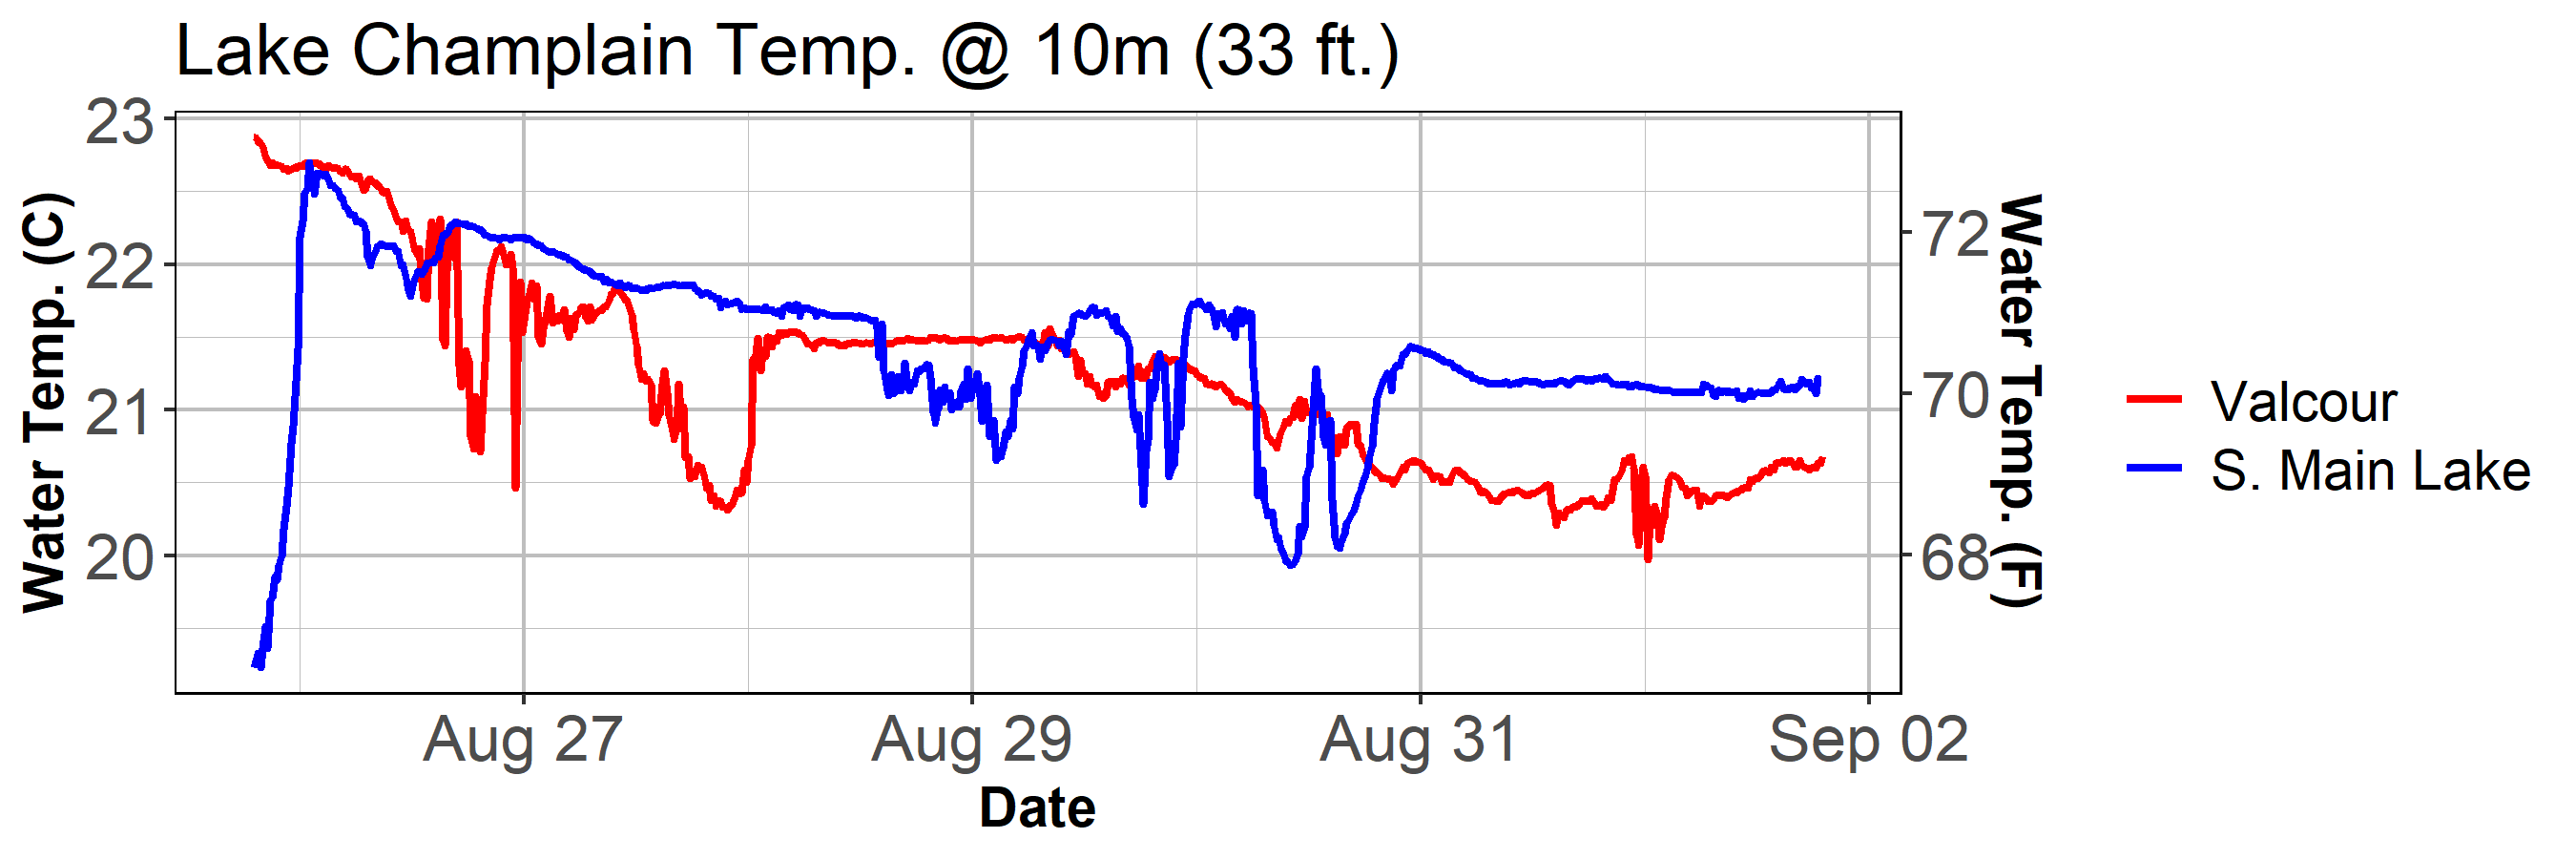 Lake Champlain Temp. @ 10m (33 ft.)
Water Temp. (C)
23
22
21
20
72
70
68
Water Temp. (F)
Aug 27
Aug 29
Aug 31
Sep 02
Date
Valcour
S. Main Lake